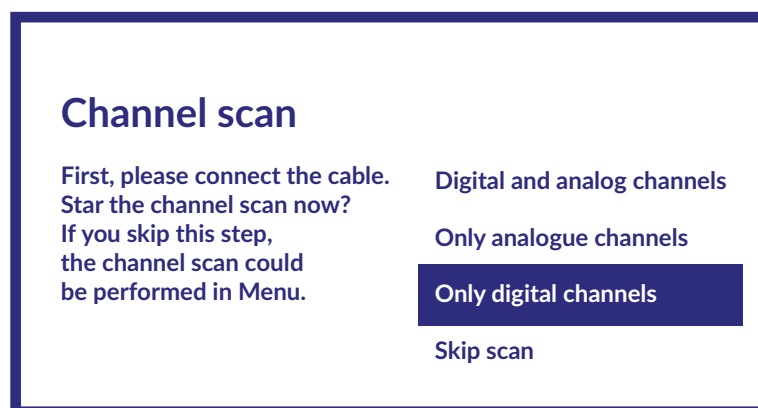 Channel scan
First, please connect the cable.
Star the channel scan now?
If you skip this step,
the channel scan could
be performed in Menu.
Digital and analog channels
Only analogue channels
Only digital channels
Skip scan